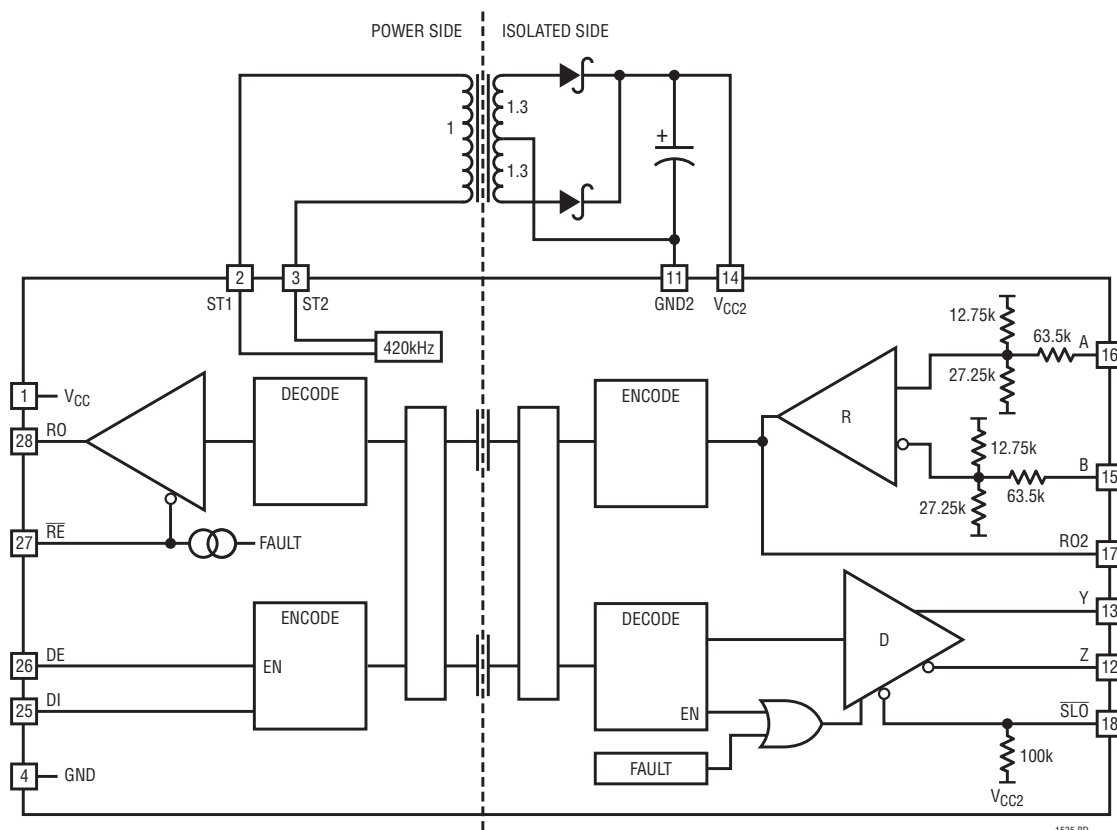 POWER SIDE
ISOLATED SIDE
1
1.3
1.3
+
2
3
11
14
ST1
ST2
GND2
VCC2
420kHz
12.75k
63.5k
A
16
27.25k
1
VCC
28
RO
DECODE
ENCODE
R
12.75k
B
15
27.25k
63.5k
27
RE
FAULT
RO2
17
ENCODE
DECODE
Y
13
26
DE
EN
D
Z
12
25
DI
EN
SLO
18
FAULT
100k
4
GND
VCC2
1535 BD